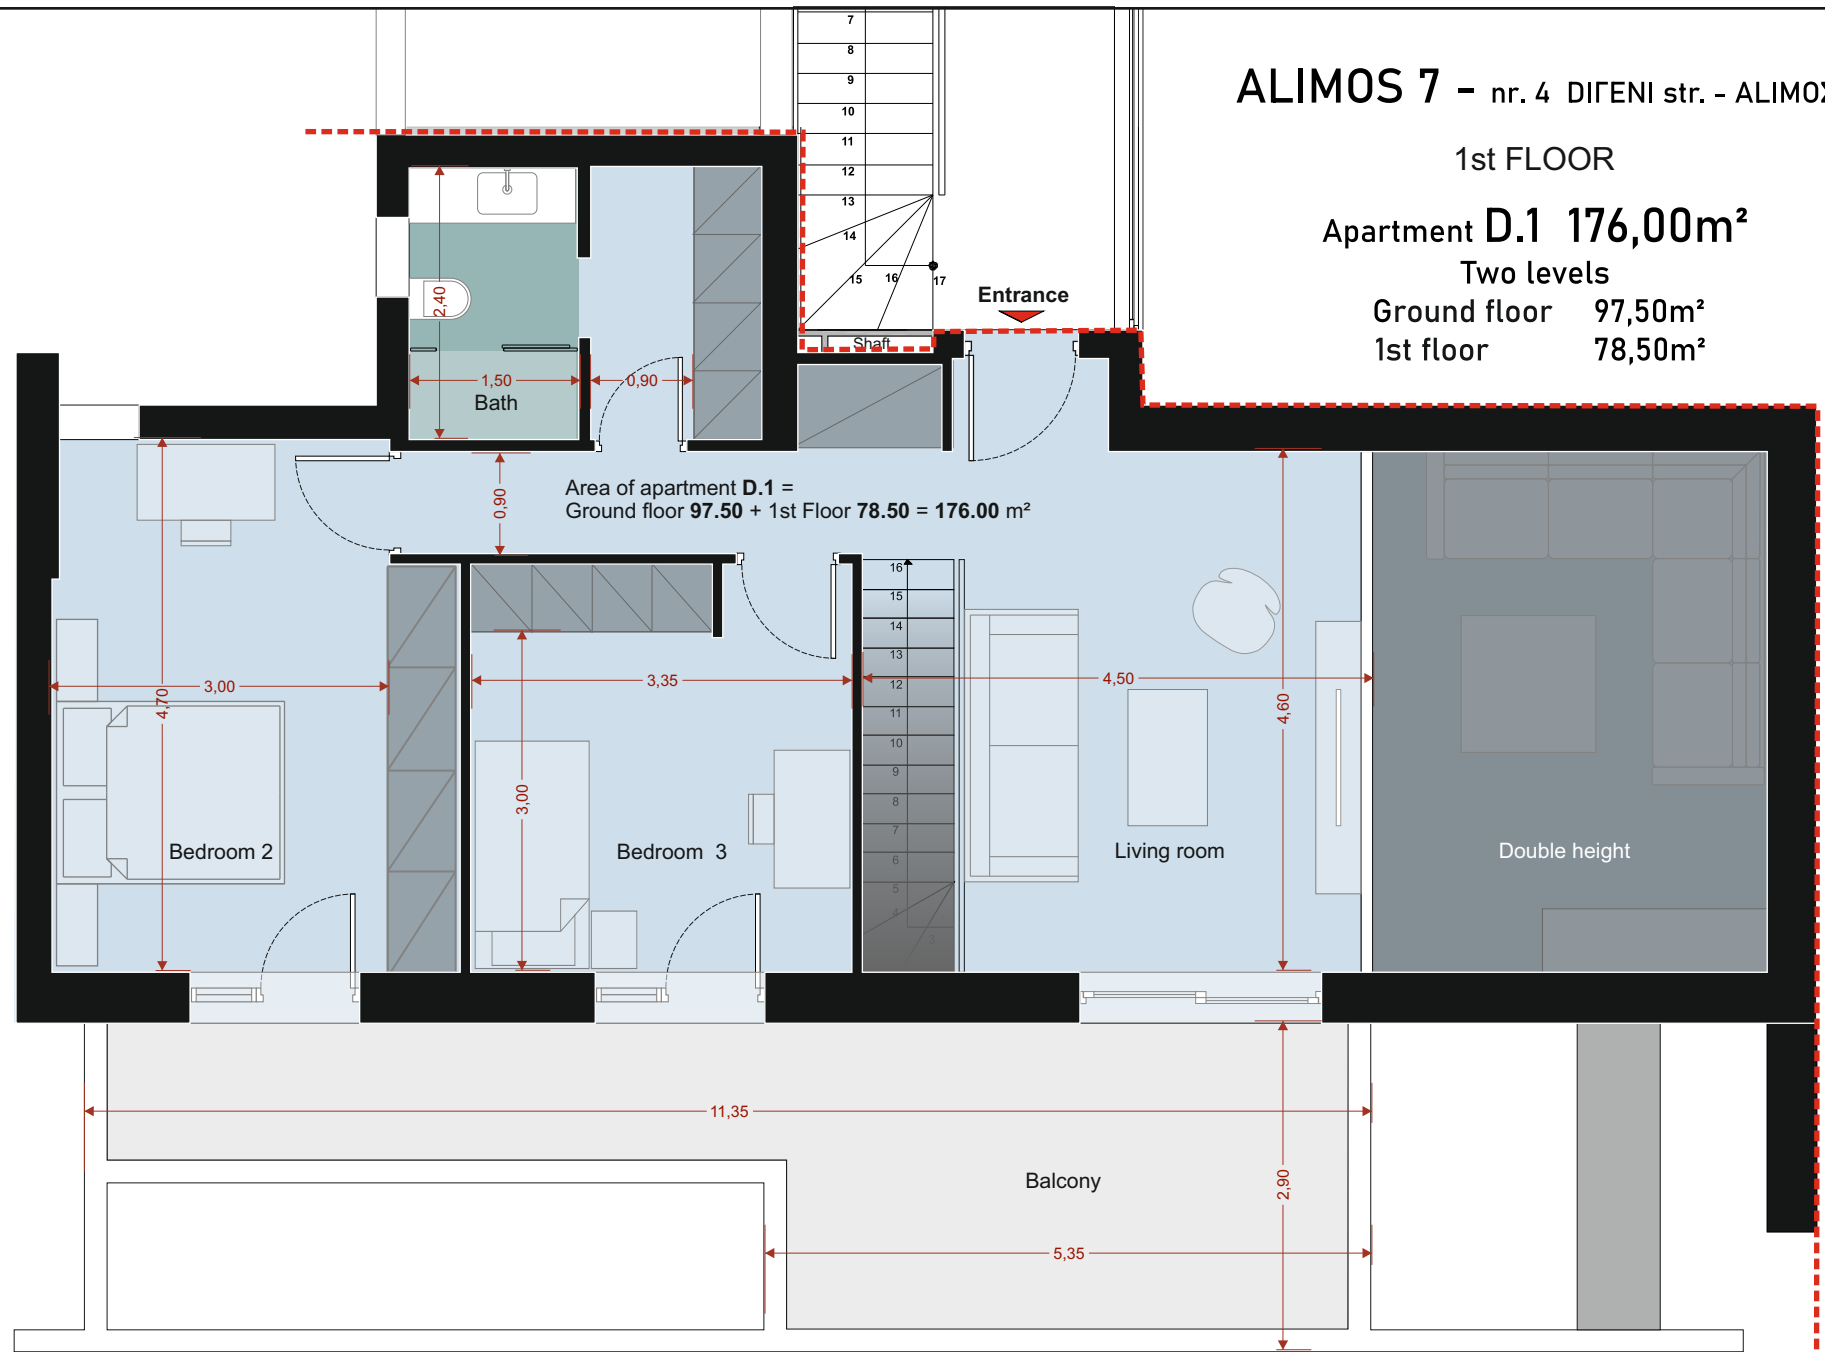 ALIMOS 7 - nr. 4 DIΓENI str. - ALIMOΣ
1st FLOOR
Apartment D.1 176,00m²
Two levels
Ground floor 97,50m²
1st floor 78,50m²
7
8
9
10
11
12
13
14
15
16
17
Entrance
Shaft
2,40
1,50
0,90
Bath
0,90
Area of apartment D.1 =
Ground floor 97.50 + 1st Floor 78.50 = 176.00 m²
16
15
14
13
12
11
10
9
8
7
6
5
4
3
3,00
4,70
3,35
3,00
4,50
4,60
Bedroom 2
Bedroom 3
Living room
Double height
11,35
Balcony
2,90
5,35